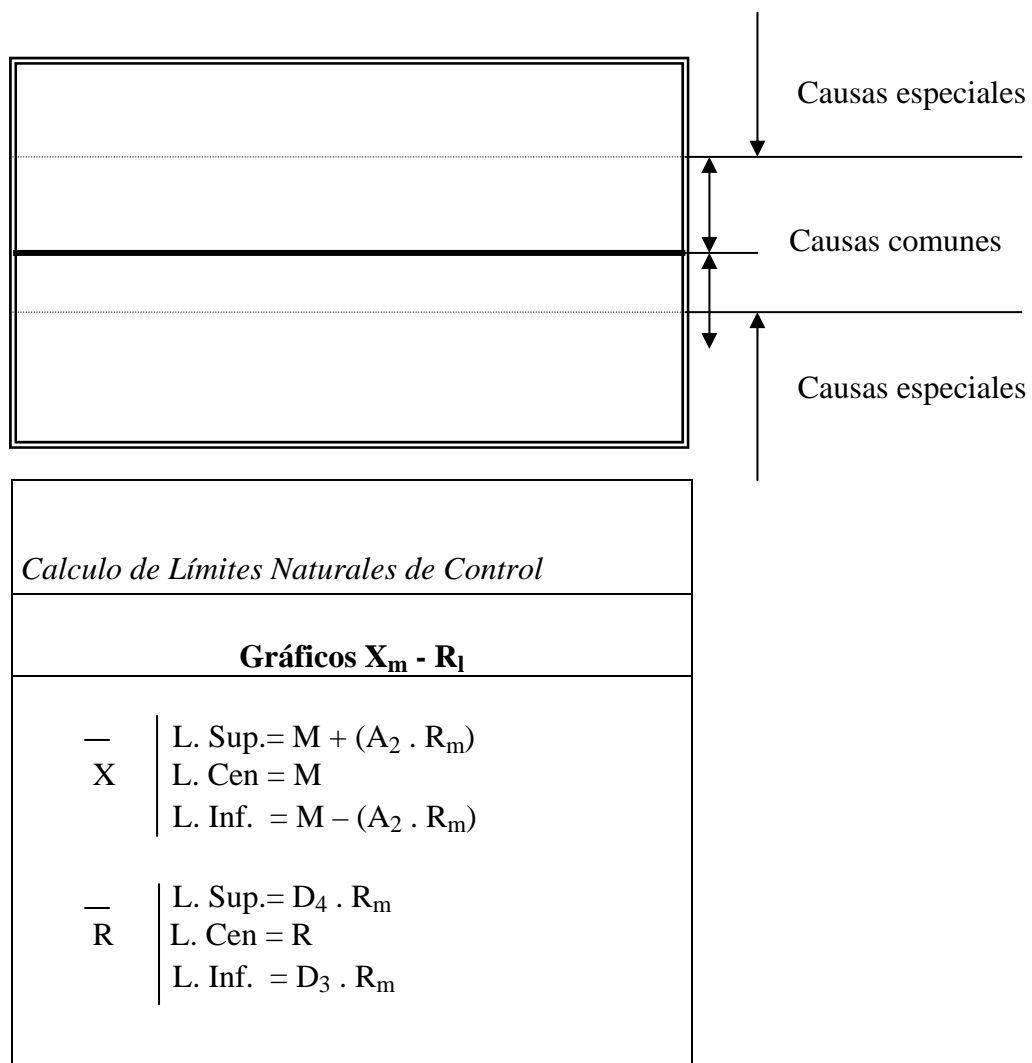 Causas especiales
Causas comunes
Causas especiales
Calculo de Límites Naturales de Control
Gráficos Xm - Rl
L. Sup.= M + (A2 . Rm)
X̅ L. Cen = M
L. Inf. = M – (A2 . Rm)
L. Sup.= D4 . Rm
R̅ L. Cen = R
L. Inf. = D3 . Rm